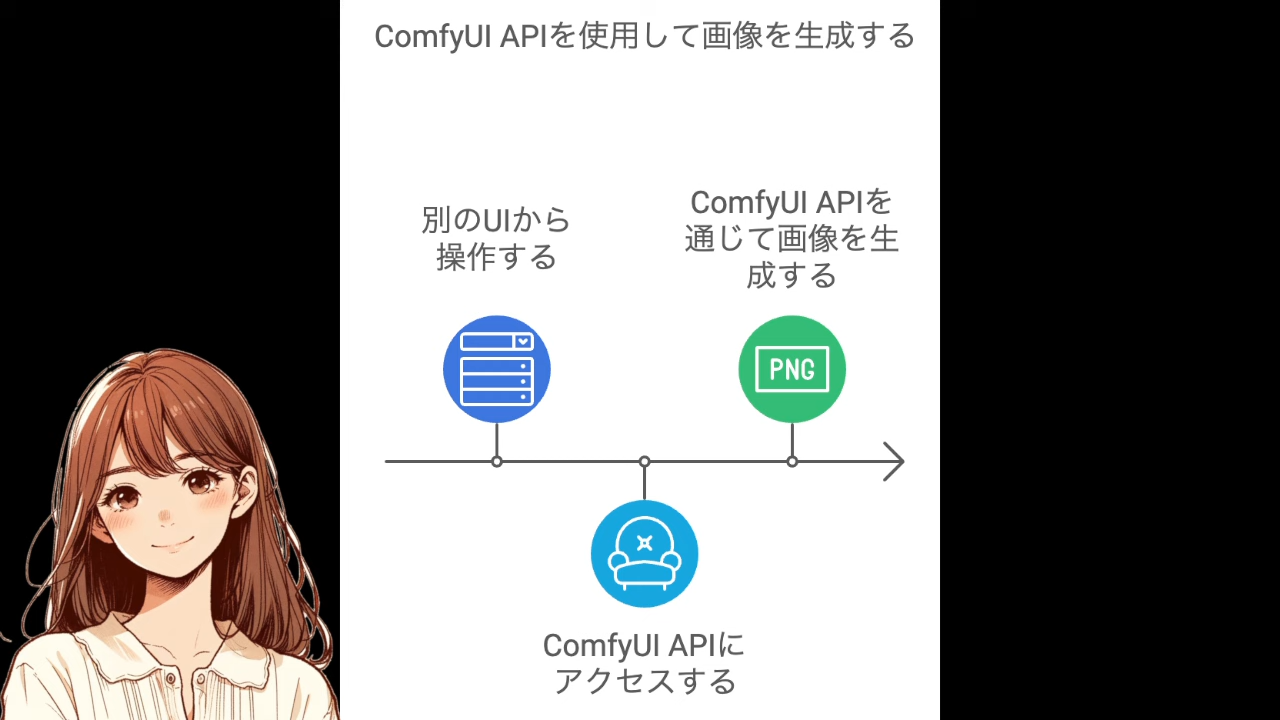 ComfyUI APIを使用して画像を生成する
別のUIから
操作する
ComfyUI APIを
通じて画像を生
成する
PNG
ComfyUI APIに
アクセスする